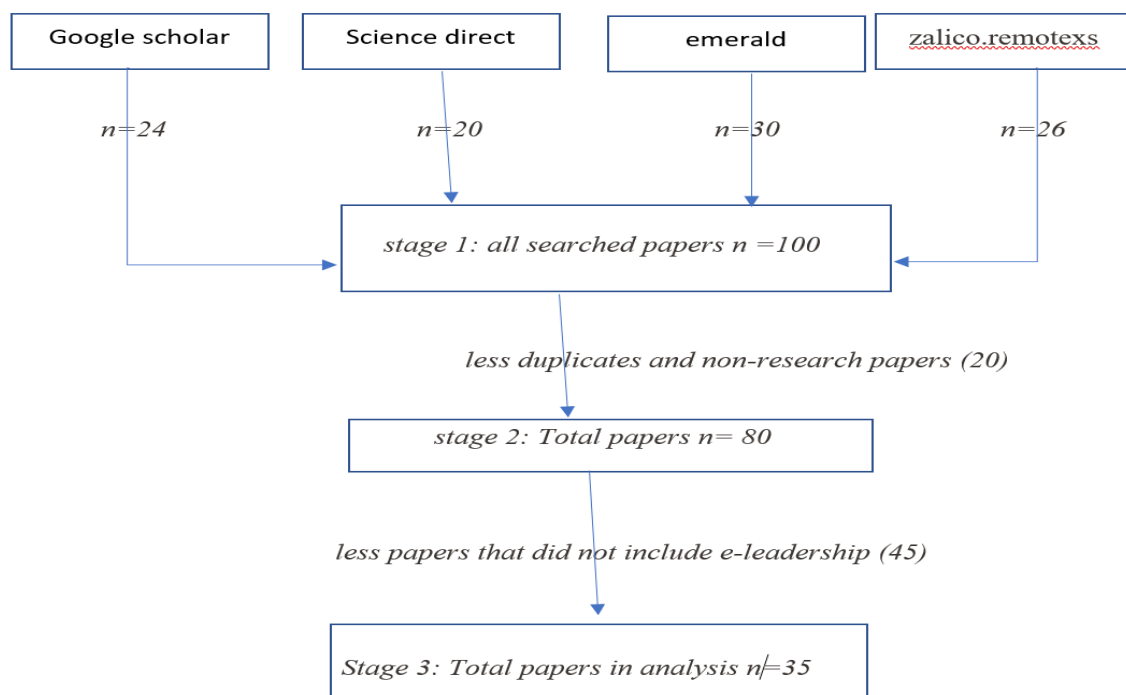 Google scholar
Science direct
emerald
zalico.remotexs
n=24
n=20
n=30
n=26
stage 1: all searched papers n =100
less duplicates and non-research papers (20)
stage 2: Total papers n= 80
less papers that did not include e-leadership (45)
Stage 3: Total papers in analysis n=35